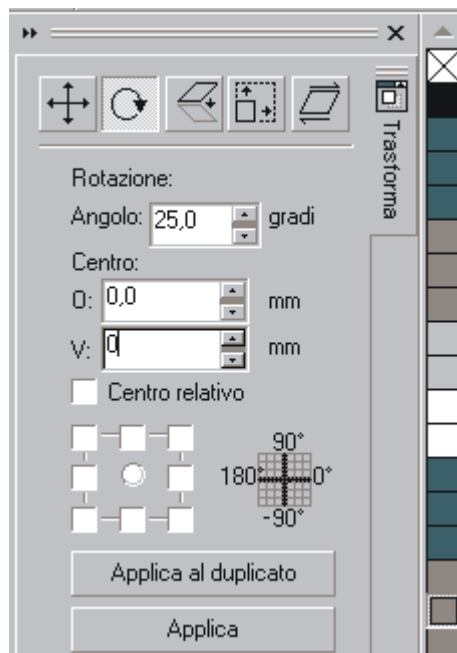 Trasforma
Rotazione:
Angolo: 25,0 gradi
Centro:
O: 0,0 mm
V: 0 mm
Centro relativo
90°
180° 0°
-90°
Applica al duplicato
Applica